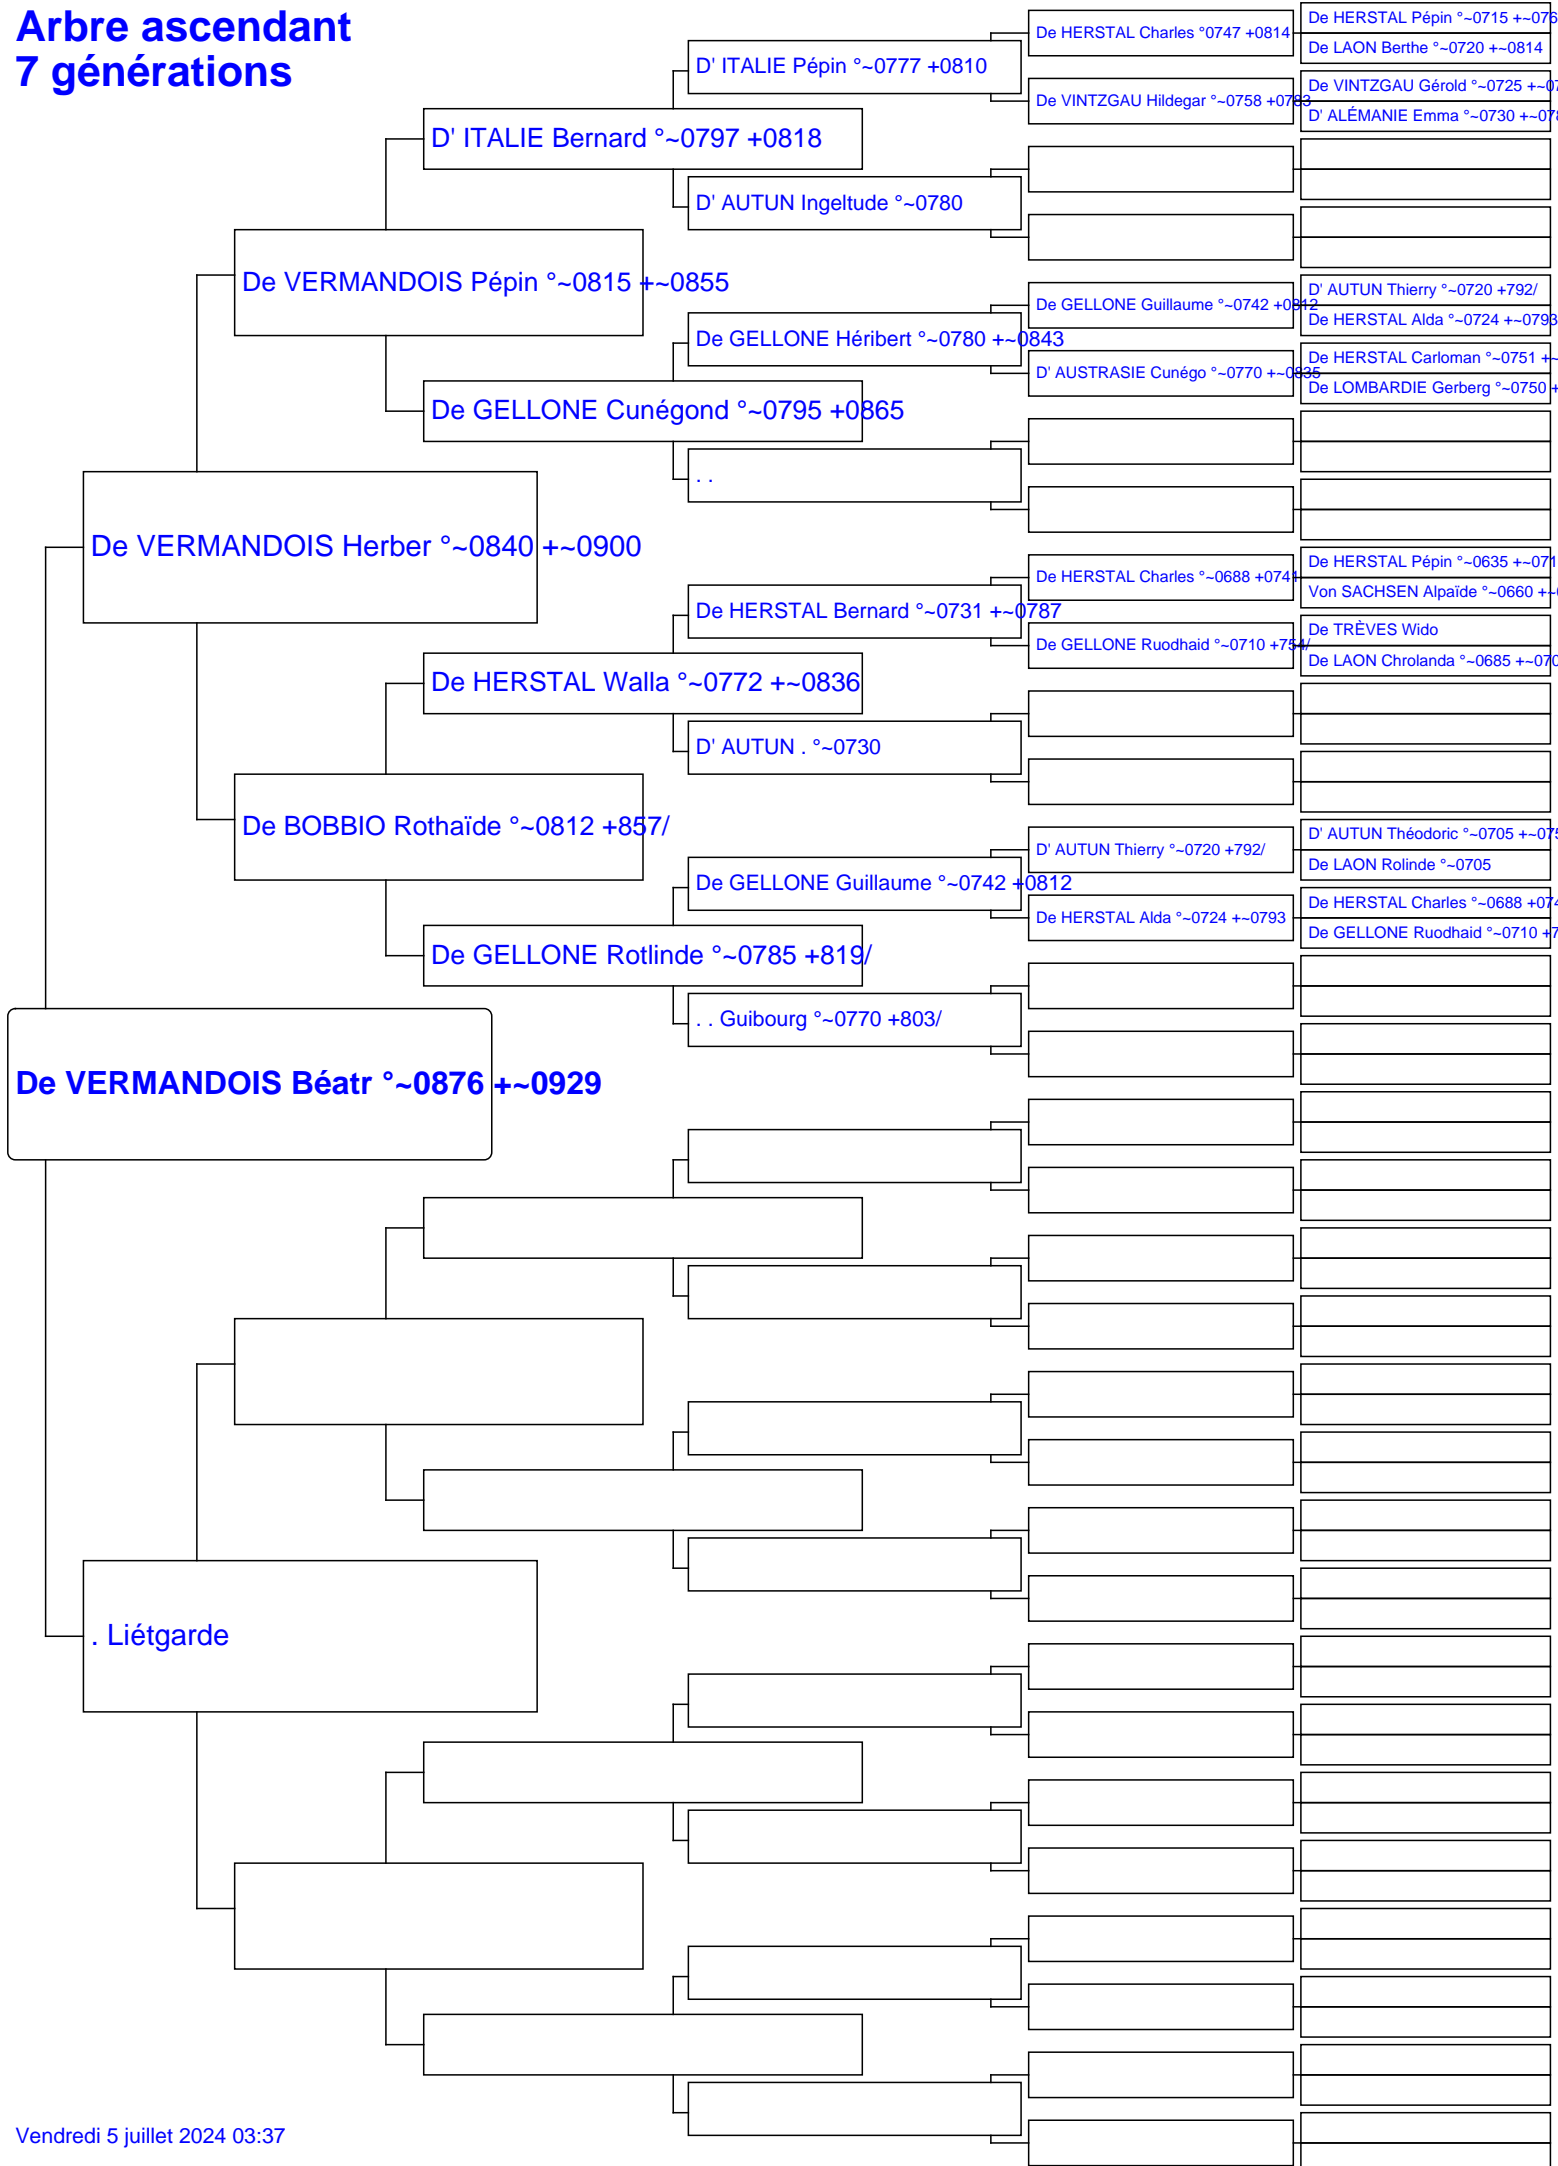 Arbre ascendant
7 générations
De HERSTAL Pépin °~0715 +~076
De HERSTAL Charles °0747 +0814
De LAON Berthe °~0720 +~0814
D' ITALIE Pépin °~0777 +0810
De VINTZGAU Gérold °~0725 +~07
De VINTZGAU Hildegar °~0758 +0783
D' ALÉMANIE Emma °~0730 +~078
D' ITALIE Bernard °~0797 +0818
D' AUTUN Ingeltude °~0780
De VERMANDOIS Pépin °~0815 +~0855
D' AUTUN Thierry °~0720 +792/
De GELLONE Guillaume °~0742 +0812
De HERSTAL Alda °~0724 +~0793
De GELLONE Héribert °~0780 +~0843
De HERSTAL Carloman °~0751 +~
D' AUSTRASIE Cunégo °~0770 +~0835
De LOMBARDIE Gerberg °~0750 +
De GELLONE Cunégond °~0795 +0865
. .
De VERMANDOIS Herber °~0840 +~0900
De HERSTAL Pépin °~0635 +~071
De HERSTAL Charles °~0688 +0741
Von SACHSEN Alpaïde °~0660 +~
De HERSTAL Bernard °~0731 +~0787
De TRÈVES Wido
De GELLONE Ruodhaid °~0710 +754/
De LAON Chrolanda °~0685 +~070
De HERSTAL Walla °~0772 +~0836
D' AUTUN . °~0730
De BOBBIO Rothaïde °~0812 +857/
D' AUTUN Théodoric °~0705 +~075
D' AUTUN Thierry °~0720 +792/
De LAON Rolinde °~0705
De GELLONE Guillaume °~0742 +0812
De HERSTAL Charles °~0688 +074
De HERSTAL Alda °~0724 +~0793
De GELLONE Ruodhaid °~0710 +7
De GELLONE Rotlinde °~0785 +819/
. . Guibourg °~0770 +803/
De VERMANDOIS Béatr °~0876 +~0929
. Liétgarde
Vendredi 5 juillet 2024 03:37